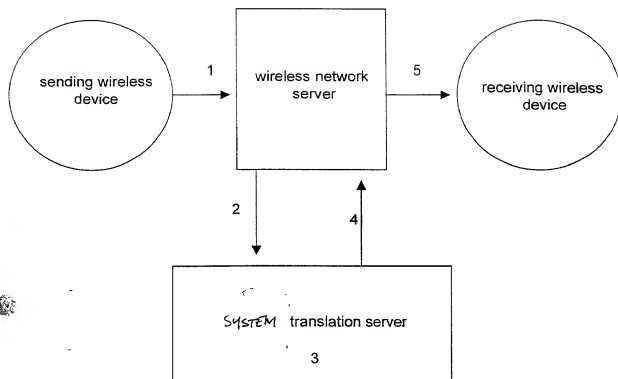 sending wireless
device
1
wireless network
server
5
receiving wireless
device
2
4
SYSTEM translation server
3